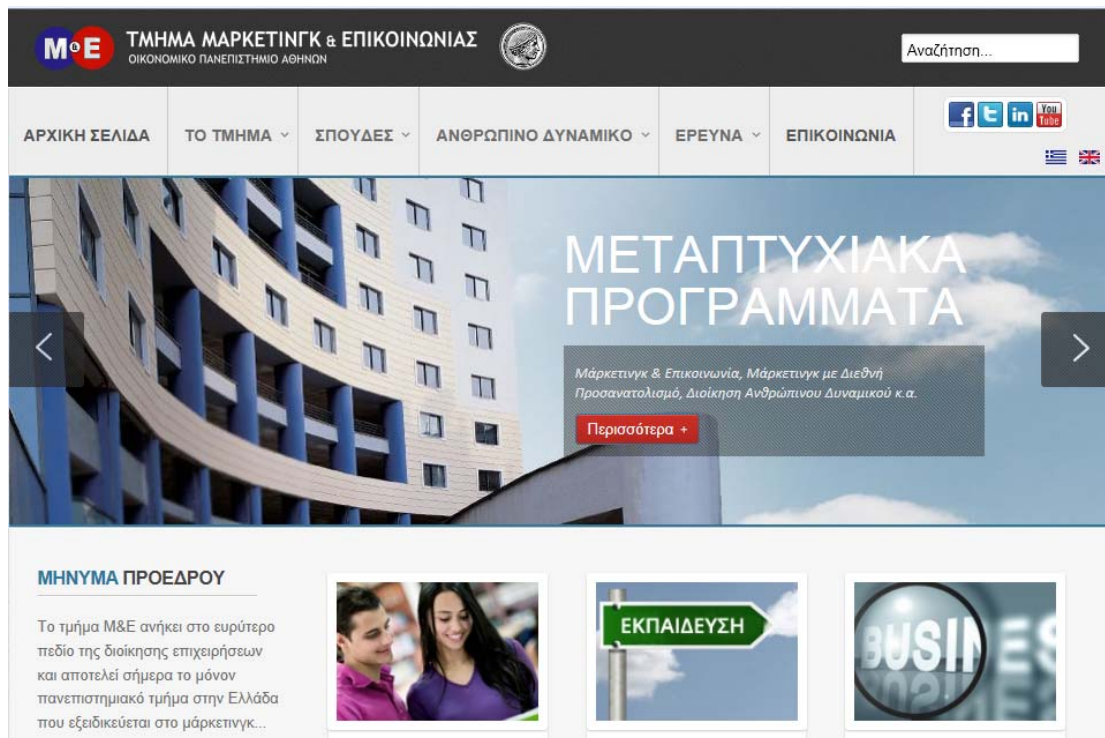 Μ&Ε
ΤΜΗΜΑ ΜΑΡΚΕΤΙΝΓΚ & ΕΠΙΚΟΙΝΩΝΙΑΣ
ΟΙΚΟΝΟΜΙΚΟ ΠΑΝΕΠΙΣΤΗΜΙΟ ΑΘΗΝΩΝ
Αναζήτηση...
ΑΡΧΙΚΗ ΣΕΛΙΔΑ
ΤΟ ΤΜΗΜΑ
ΣΠΟΥΔΕΣ
ΑΝΘΡΩΠΙΝΟ ΔΥΝΑΜΙΚΟ
ΕΡΕΥΝΑ
ΕΠΙΚΟΙΝΩΝΙΑ
f t in You Tube
ΜΕΤΑΠΤΥΧΙΑΚΑ
ΠΡΟΓΡΑΜΜΑΤΑ
Μάρκετινγκ & Επικοινωνία, Μάρκετινγκ με Διεθνή
Προσανατολισμό, Διοίκηση Ανθρώπινου Δυναμικού κ.α.
Περισσότερα +
ΜΗΝΥΜΑ ΠΡΟΕΔΡΟΥ
Το τμήμα Μ&Ε ανήκει στο ευρύτερο
πεδίο της διοίκησης επιχειρήσεων
και αποτελεί σήμερα το μόνον
πανεπιστημιακό τμήμα στην Ελλάδα
που εξειδικεύεται στο μάρκετινγκ...
ΕΚΠΑΙΔΕΥΣΗ
BUSINES